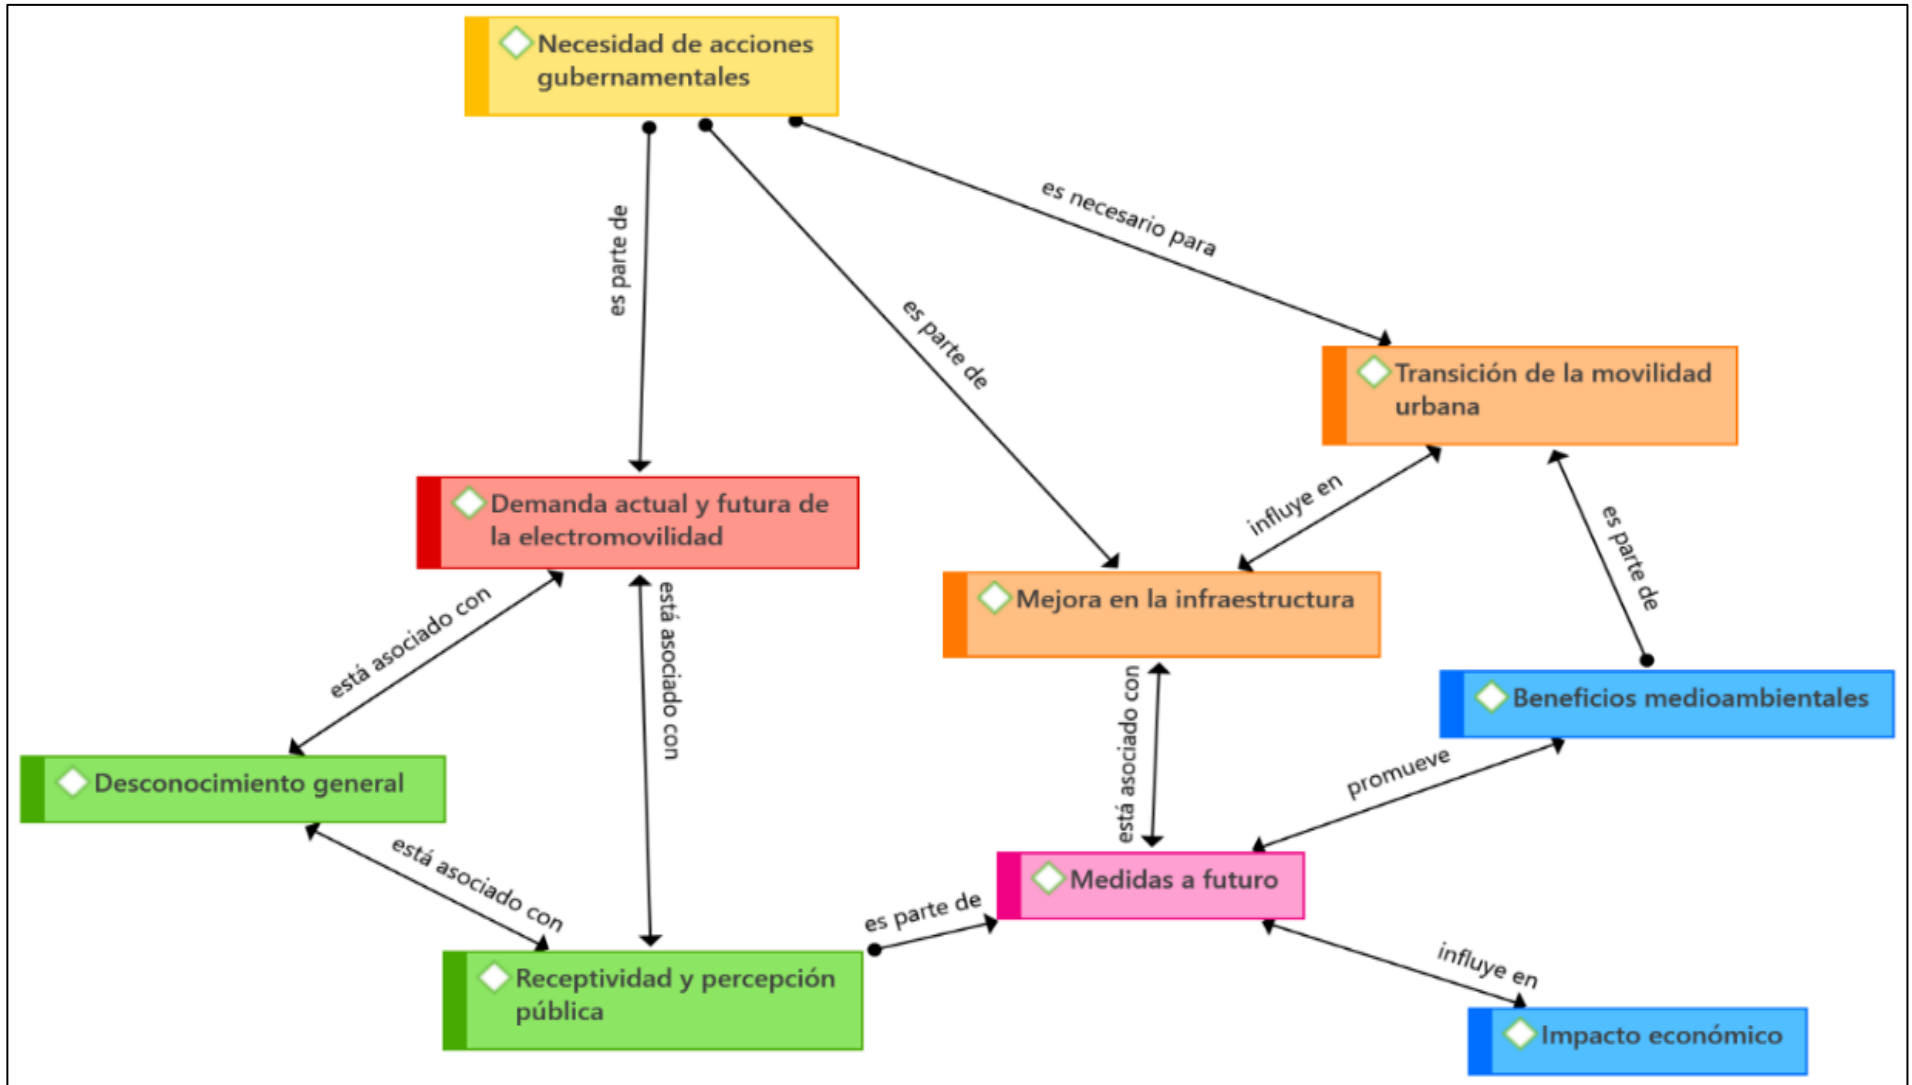 Necesidad de acciones
gubernamentales
es necesario para
es parte de
es parte de
Transición de la movilidad
urbana
Demanda actual y futura de
la electromovilidad
influye en
es parte de
Mejora en la infraestructura
está asociado con
está asociado con
está asociado con
Beneficios medioambientales
Desconocimiento general
promueve
está asociado con
Medidas a futuro
es parte de
Receptividad y percepción
pública
influye en
Impacto económico